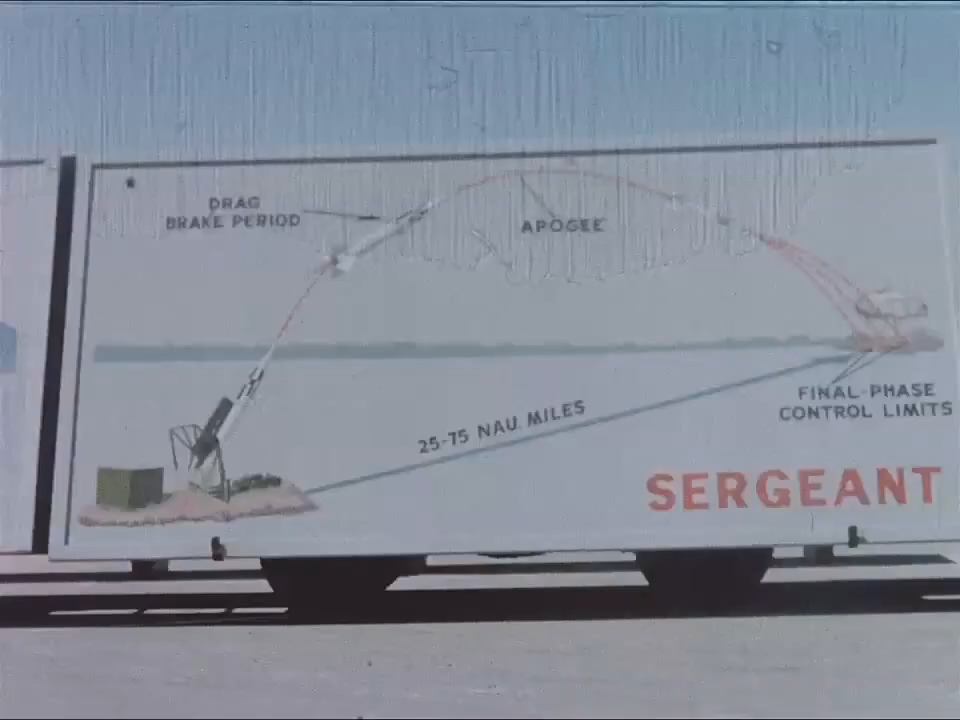 DRAG
BRAKE PERIOD
APOGEE
FINAL-PHASE
CONTROL LIMITS
25-75 NAU. MILES
SERGEANT